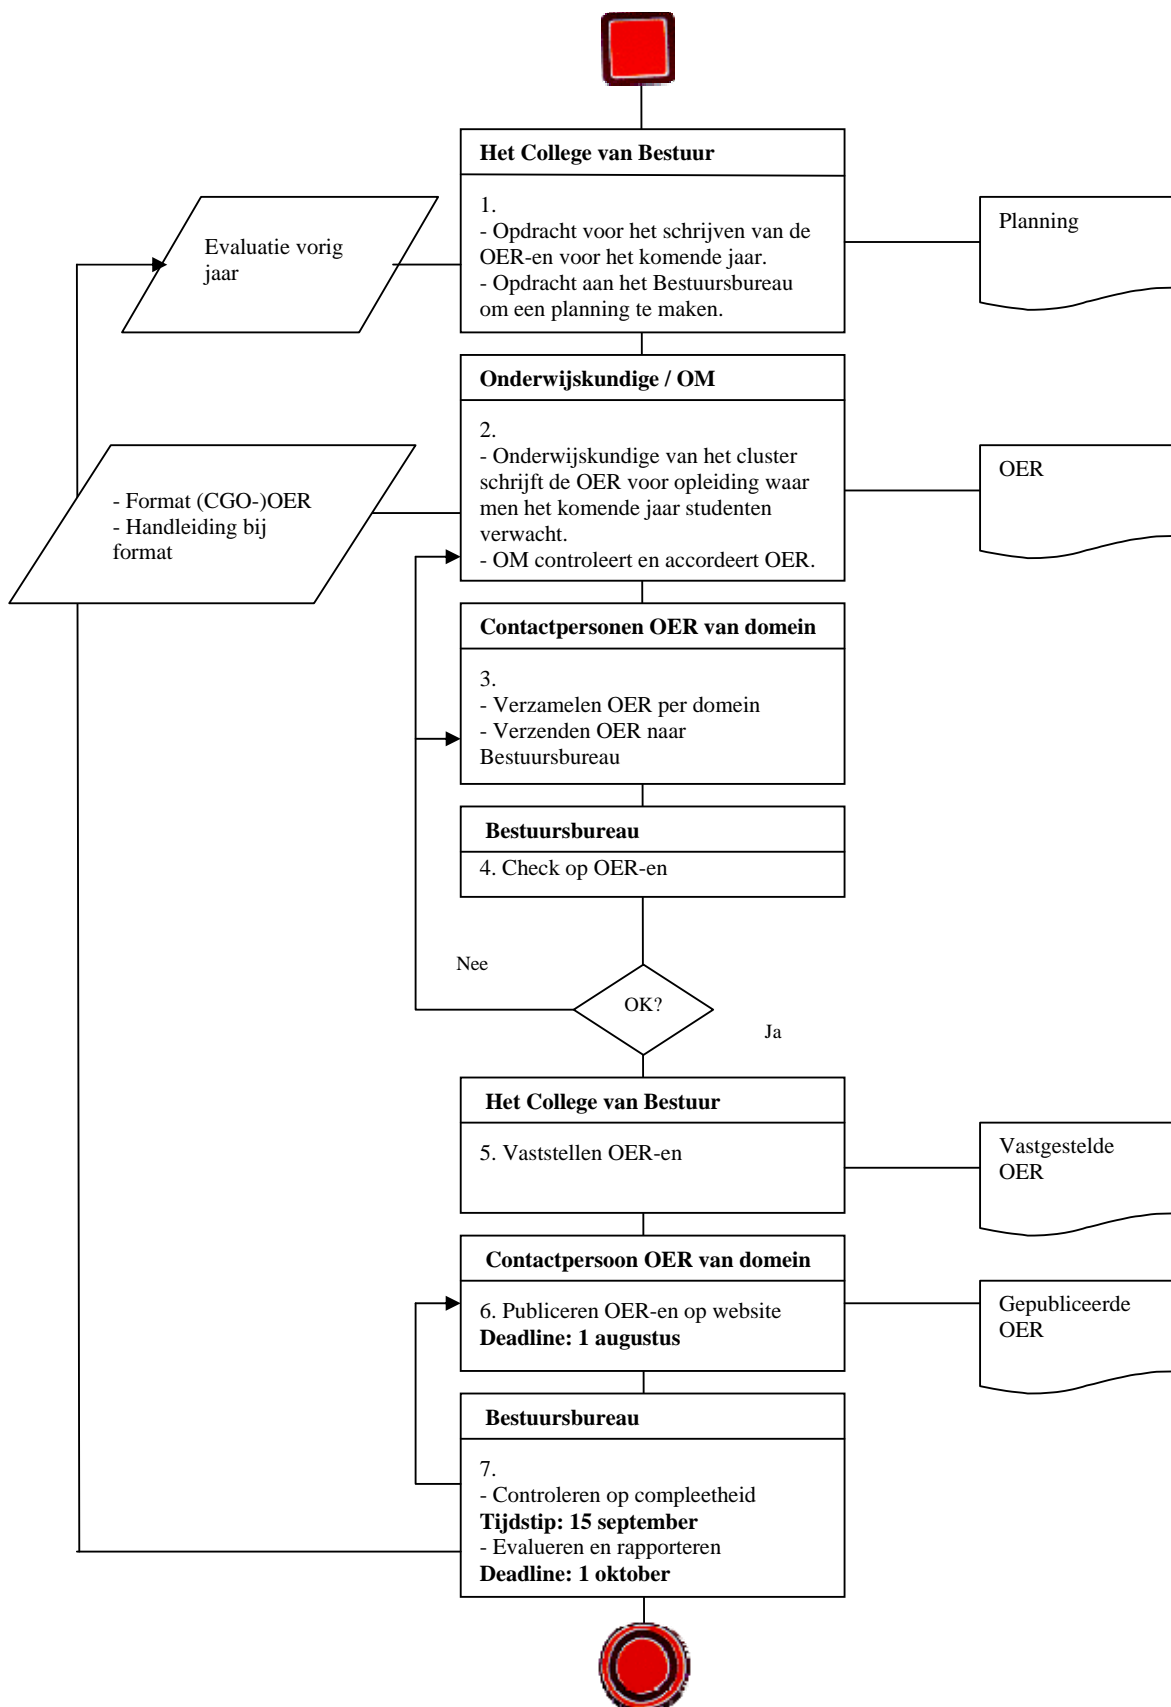 Het College van Bestuur
1.
- Opdracht voor het schrijven van de
OER-en voor het komende jaar.
- Opdracht aan het Bestuursbureau
om een planning te maken.
Evaluatie vorig
jaar
Planning
Onderwijskundige / OM
2.
- Onderwijskundige van het cluster
schrijft de OER voor opleiding waar
men het komende jaar studenten
verwacht.
- OM controleert en accordeert OER.
- Format (CGO-)OER
- Handleiding bij
format
OER
Contactpersonen OER van domein
3.
- Verzamelen OER per domein
- Verzenden OER naar
Bestuursbureau
Bestuursbureau
4. Check op OER-en
Nee
OK?
Ja
Het College van Bestuur
5. Vaststellen OER-en
Vastgestelde
OER
Contactpersoon OER van domein
6. Publiceren OER-en op website
Deadline: 1 augustus
Gepubliceerde
OER
Bestuursbureau
7.
- Controleren op compleetheid
Tijdstip: 15 september
- Evalueren en rapporteren
Deadline: 1 oktober